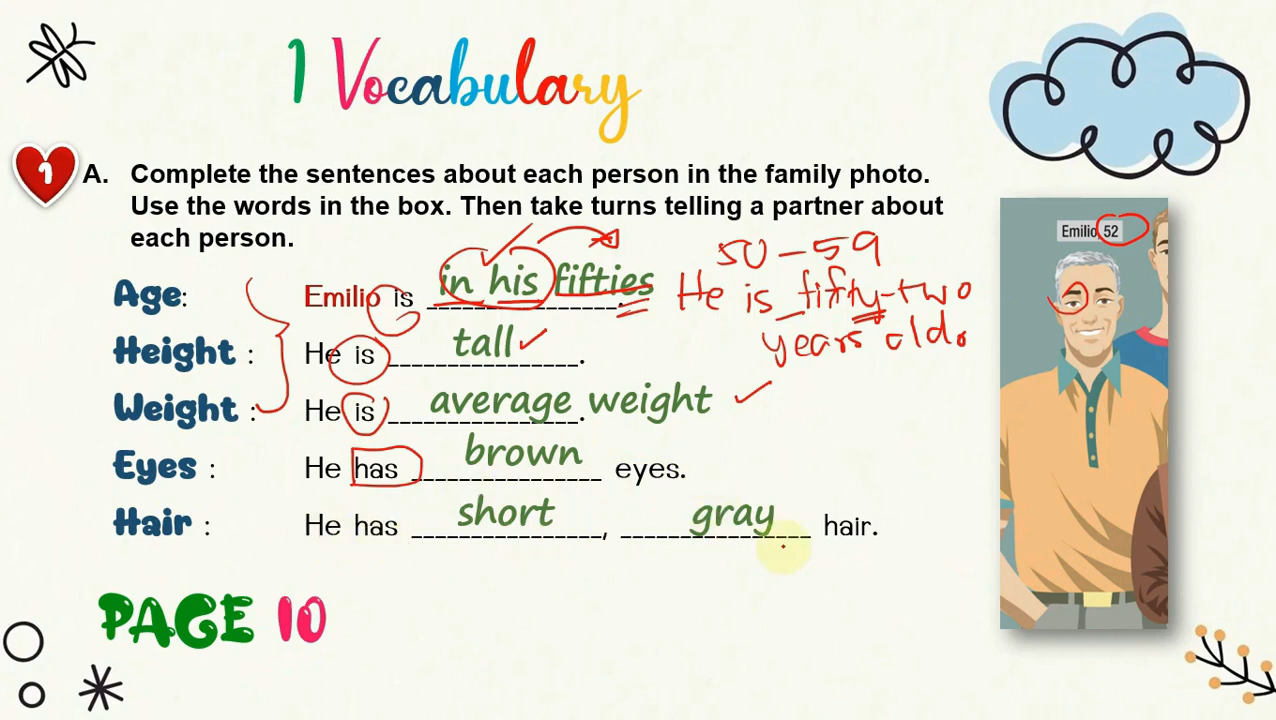 1 Vocabulary
1 A. Complete the sentences about each person in the family photo.
Use the words in the box. Then take turns telling a partner about
each person.
Emilio, 52
50 - 59
Age: Emilio is in his fifties.
He is fifty-two
years old.
Height : He is tall.
Weight : He is average weight.
Eyes : He has brown eyes.
Hair : He has short, gray hair.
PAGE 10